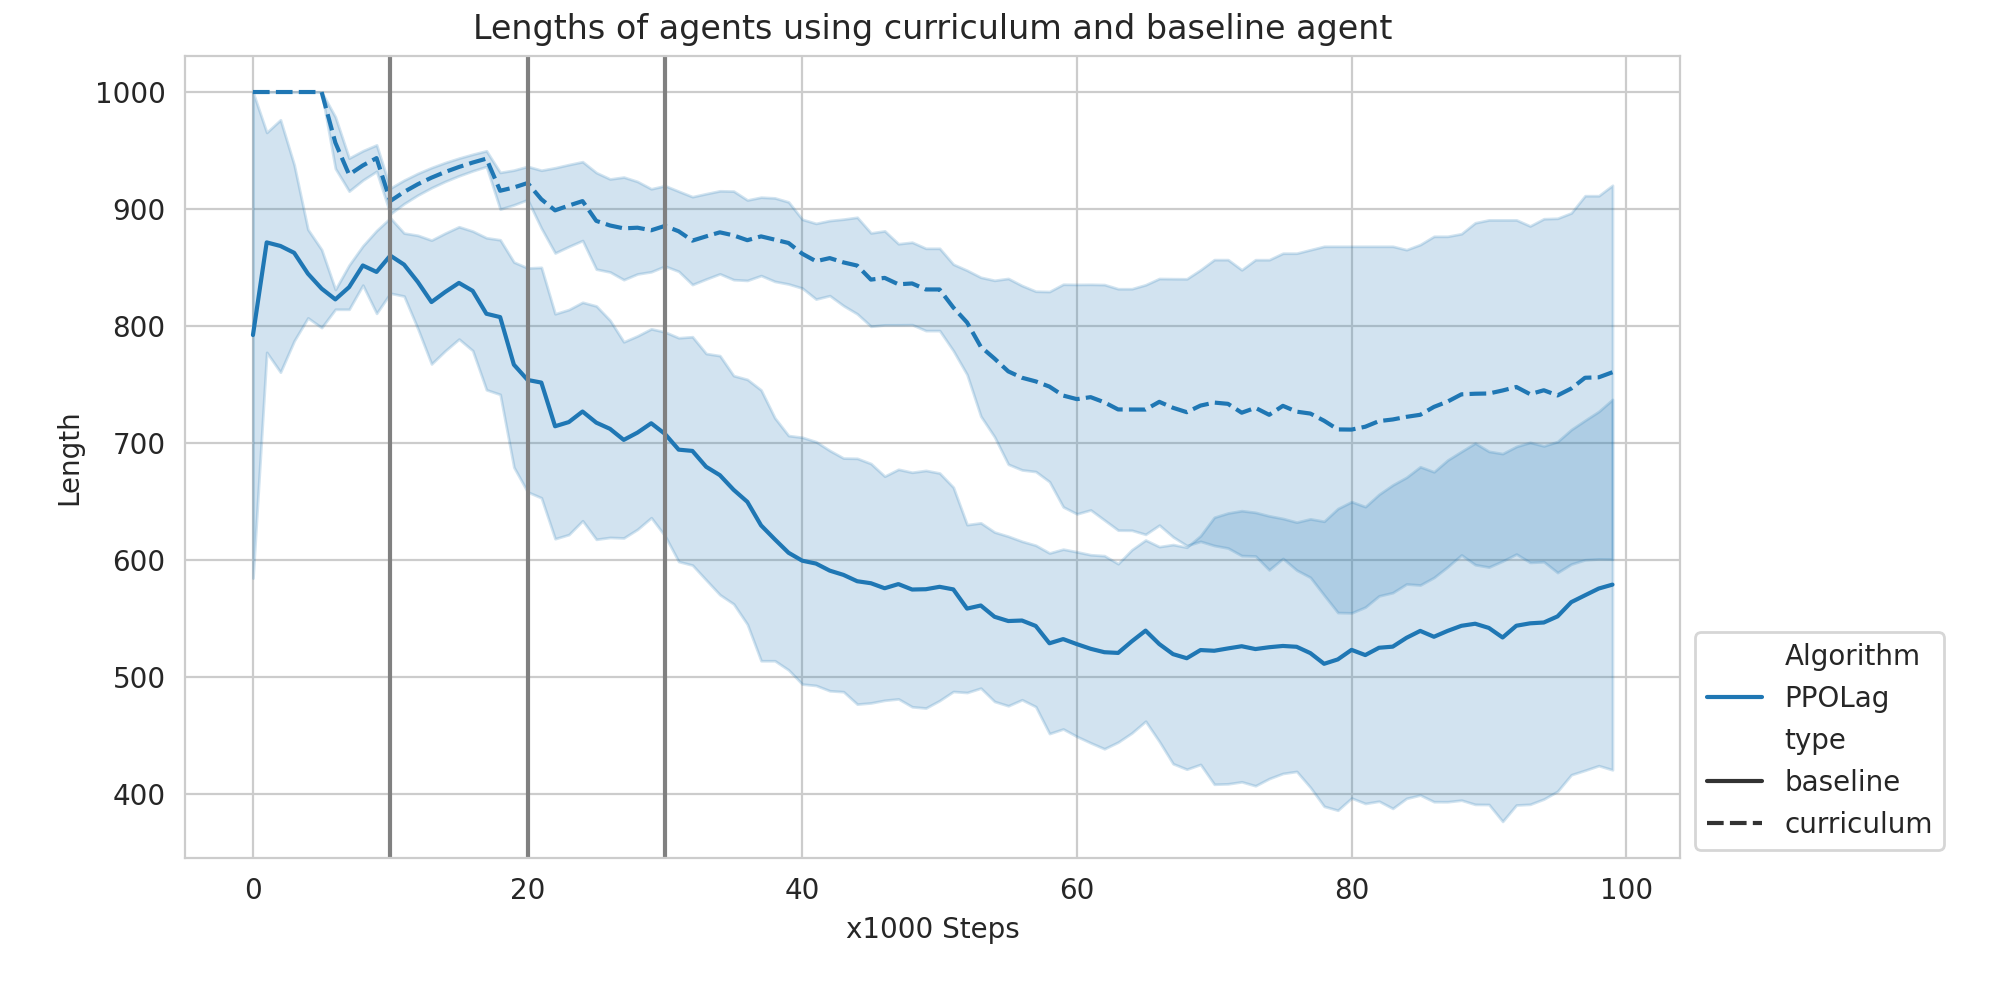 Lengths of agents using curriculum and baseline agent
1000
900
800
700
600
500
400
Length
0 20 40 60 80 100
x1000 Steps
Algorithm
PPOLag
type
baseline
curriculum